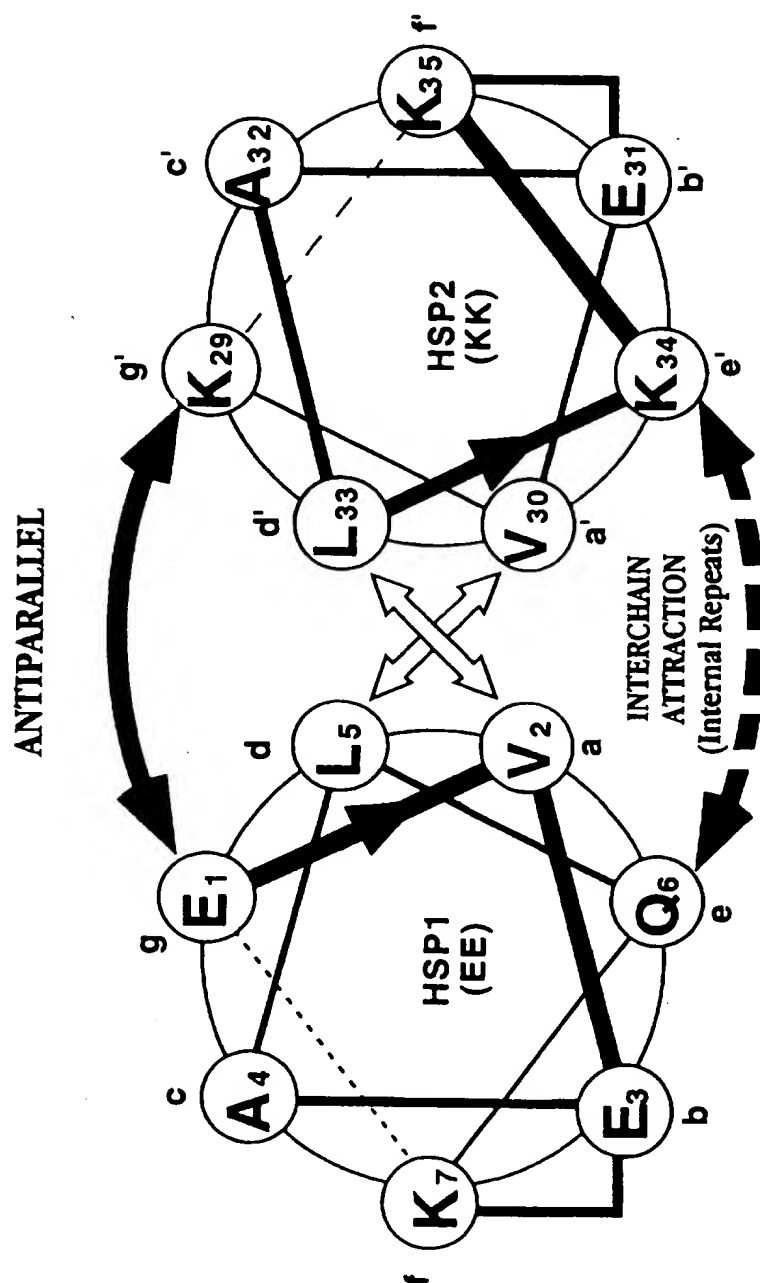 ANTIPARALLEL
g
E1
c
A4
d
L5
f
K7
HSP1
(EE)
b
E3
e
Q6
a
V2
g'
K29
c'
A32
f'
K35
d'
L33
HSP2
(KK)
a'
V30
e'
K34
b'
E31
INTERCHAIN
ATTRACTION
(Internal Repeats)